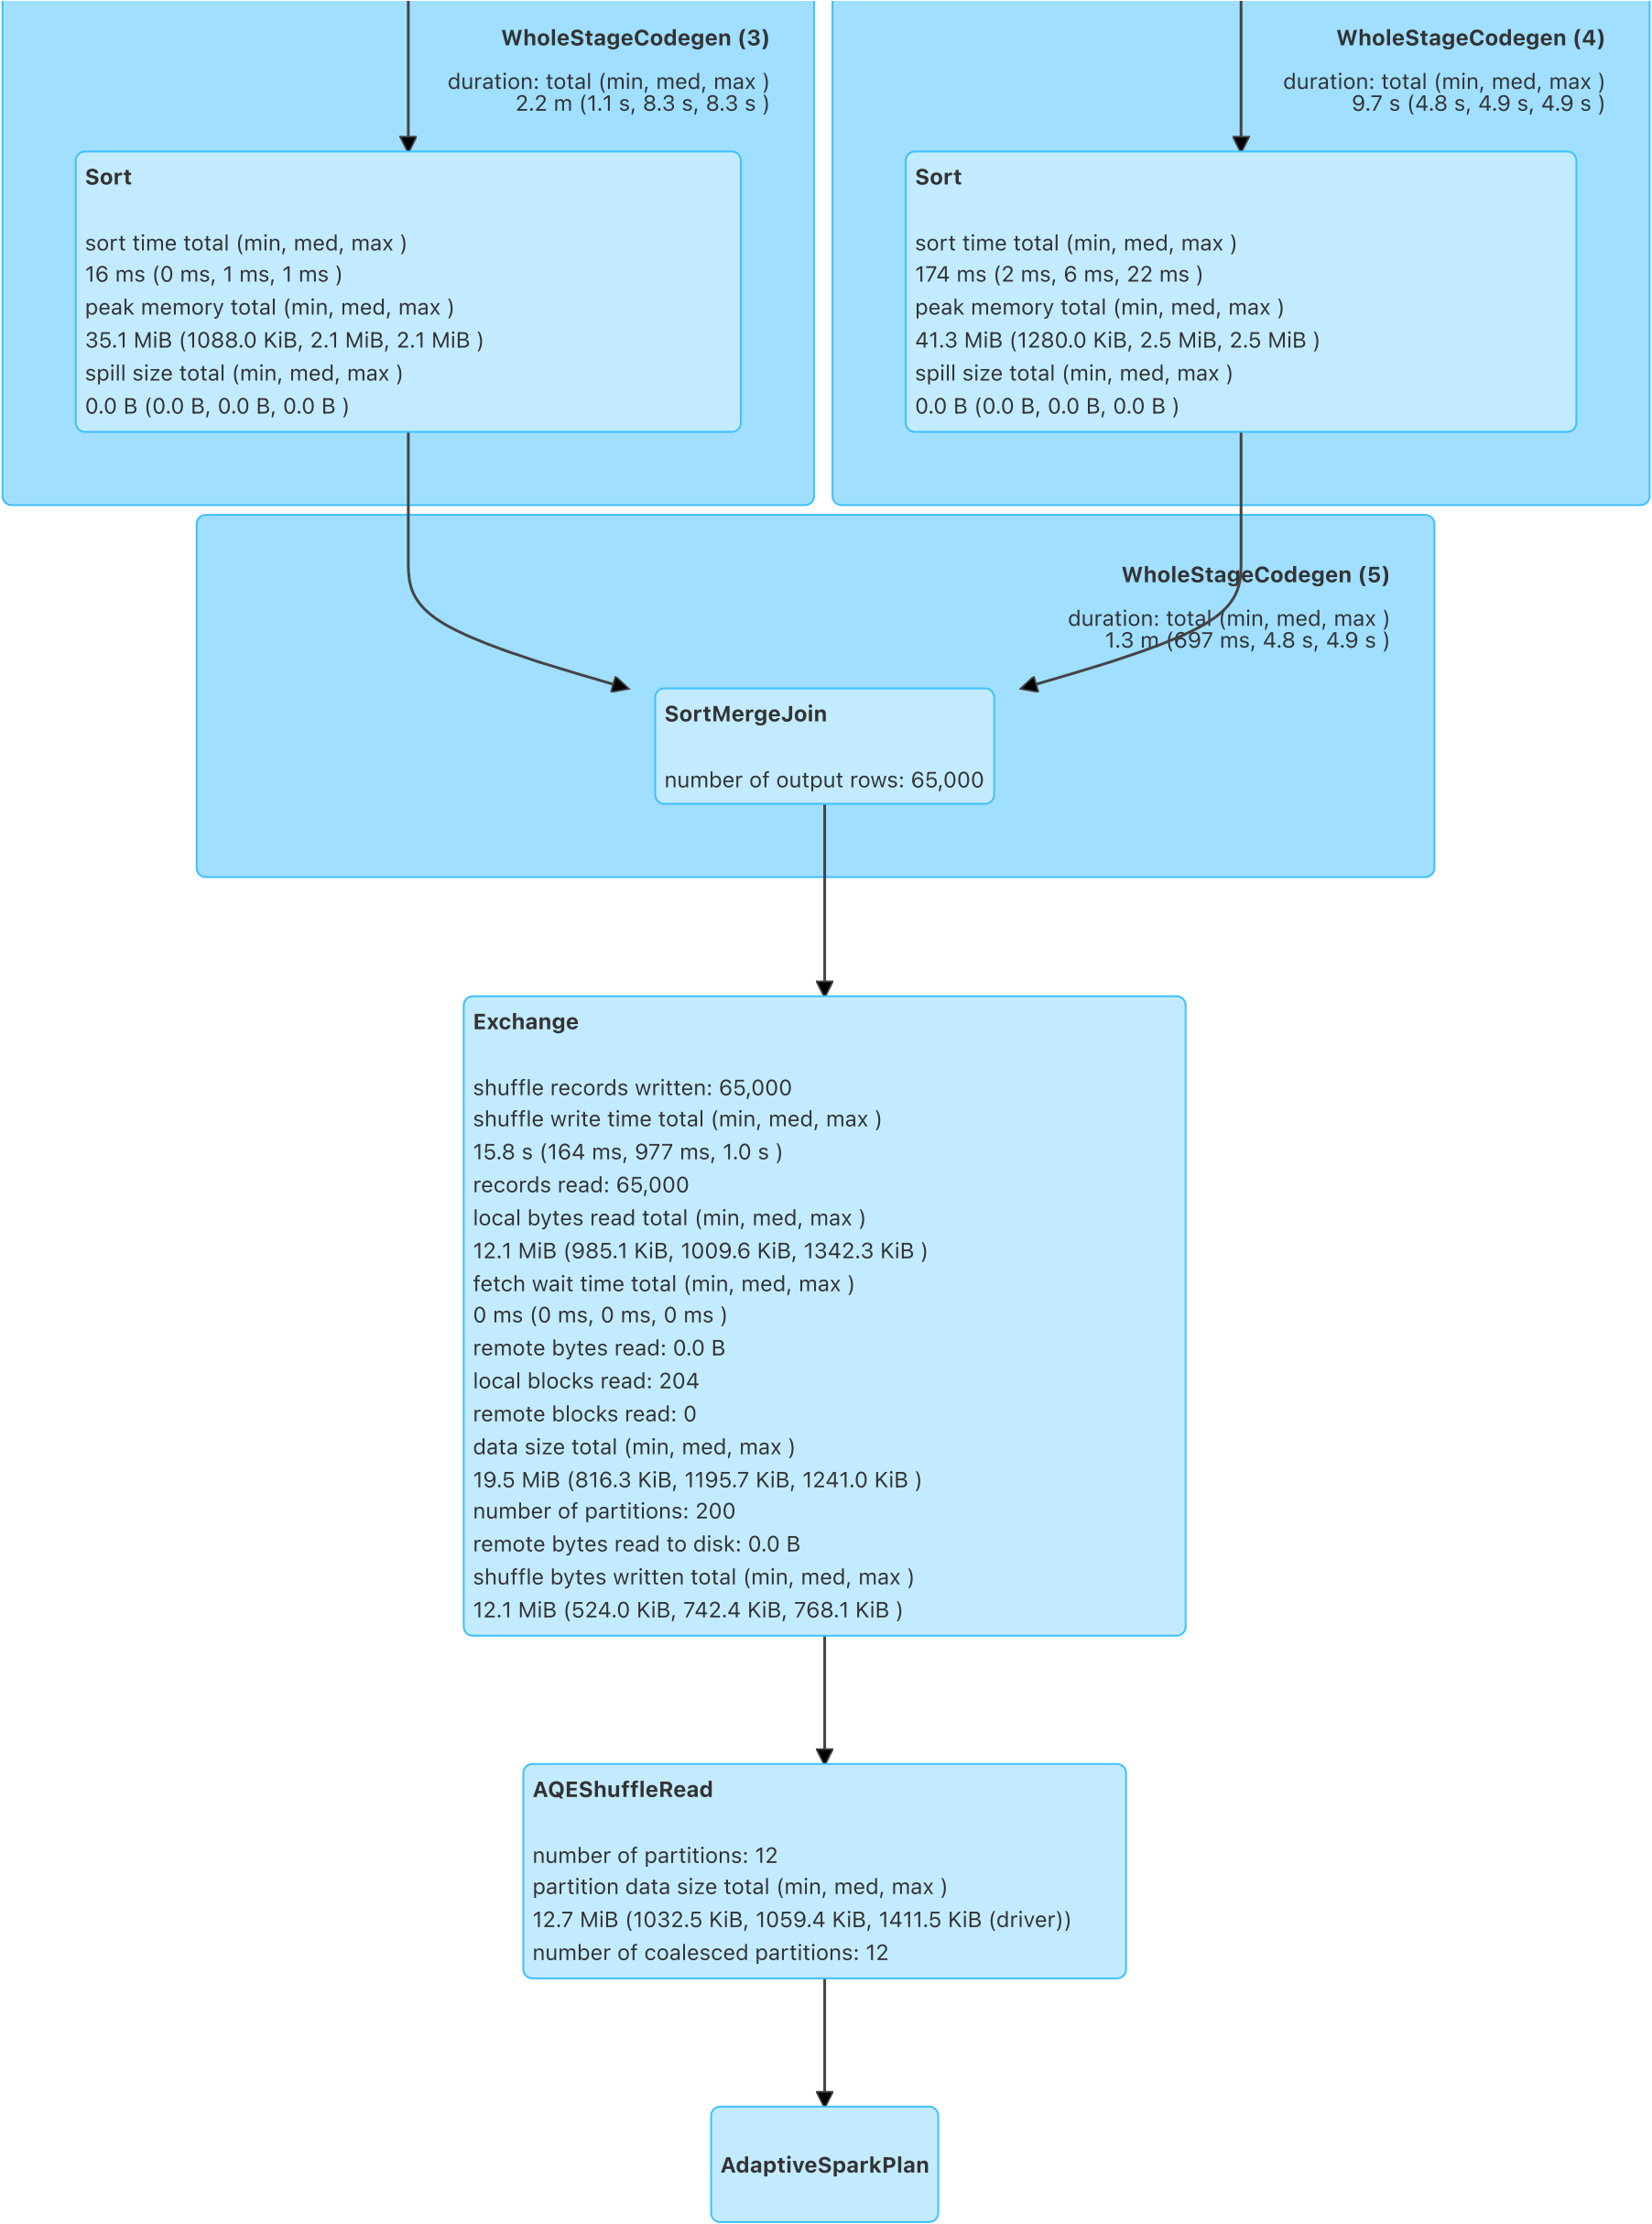 WholeStageCodegen (3)
duration: total (min, med, max )
2.2 m (1.1 s, 8.3 s, 8.3 s )
Sort
sort time total (min, med, max )
16 ms (0 ms, 1 ms, 1 ms )
peak memory total (min, med, max )
35.1 MiB (1088.0 KiB, 2.1 MiB, 2.1 MiB )
spill size total (min, med, max )
0.0 B (0.0 B, 0.0 B, 0.0 B )
WholeStageCodegen (4)
duration: total (min, med, max )
9.7 s (4.8 s, 4.9 s, 4.9 s )
Sort
sort time total (min, med, max )
174 ms (2 ms, 6 ms, 22 ms )
peak memory total (min, med, max )
41.3 MiB (1280.0 KiB, 2.5 MiB, 2.5 MiB )
spill size total (min, med, max )
0.0 B (0.0 B, 0.0 B, 0.0 B )
WholeStageCodegen (5)
duration: total (min, med, max )
1.3 m (697 ms, 4.8 s, 4.9 s )
SortMergeJoin
number of output rows: 65,000
Exchange
shuffle records written: 65,000
shuffle write time total (min, med, max )
15.8 s (164 ms, 977 ms, 1.0 s )
records read: 65,000
local bytes read total (min, med, max )
12.1 MiB (985.1 KiB, 1009.6 KiB, 1342.3 KiB )
fetch wait time total (min, med, max )
0 ms (0 ms, 0 ms, 0 ms )
remote bytes read: 0.0 B
local blocks read: 204
remote blocks read: 0
data size total (min, med, max )
19.5 MiB (816.3 KiB, 1195.7 KiB, 1241.0 KiB )
number of partitions: 200
remote bytes read to disk: 0.0 B
shuffle bytes written total (min, med, max )
12.1 MiB (524.0 KiB, 742.4 KiB, 768.1 KiB )
AQEShuffleRead
number of partitions: 12
partition data size total (min, med, max )
12.7 MiB (1032.5 KiB, 1059.4 KiB, 1411.5 KiB (driver))
number of coalesced partitions: 12
AdaptiveSparkPlan